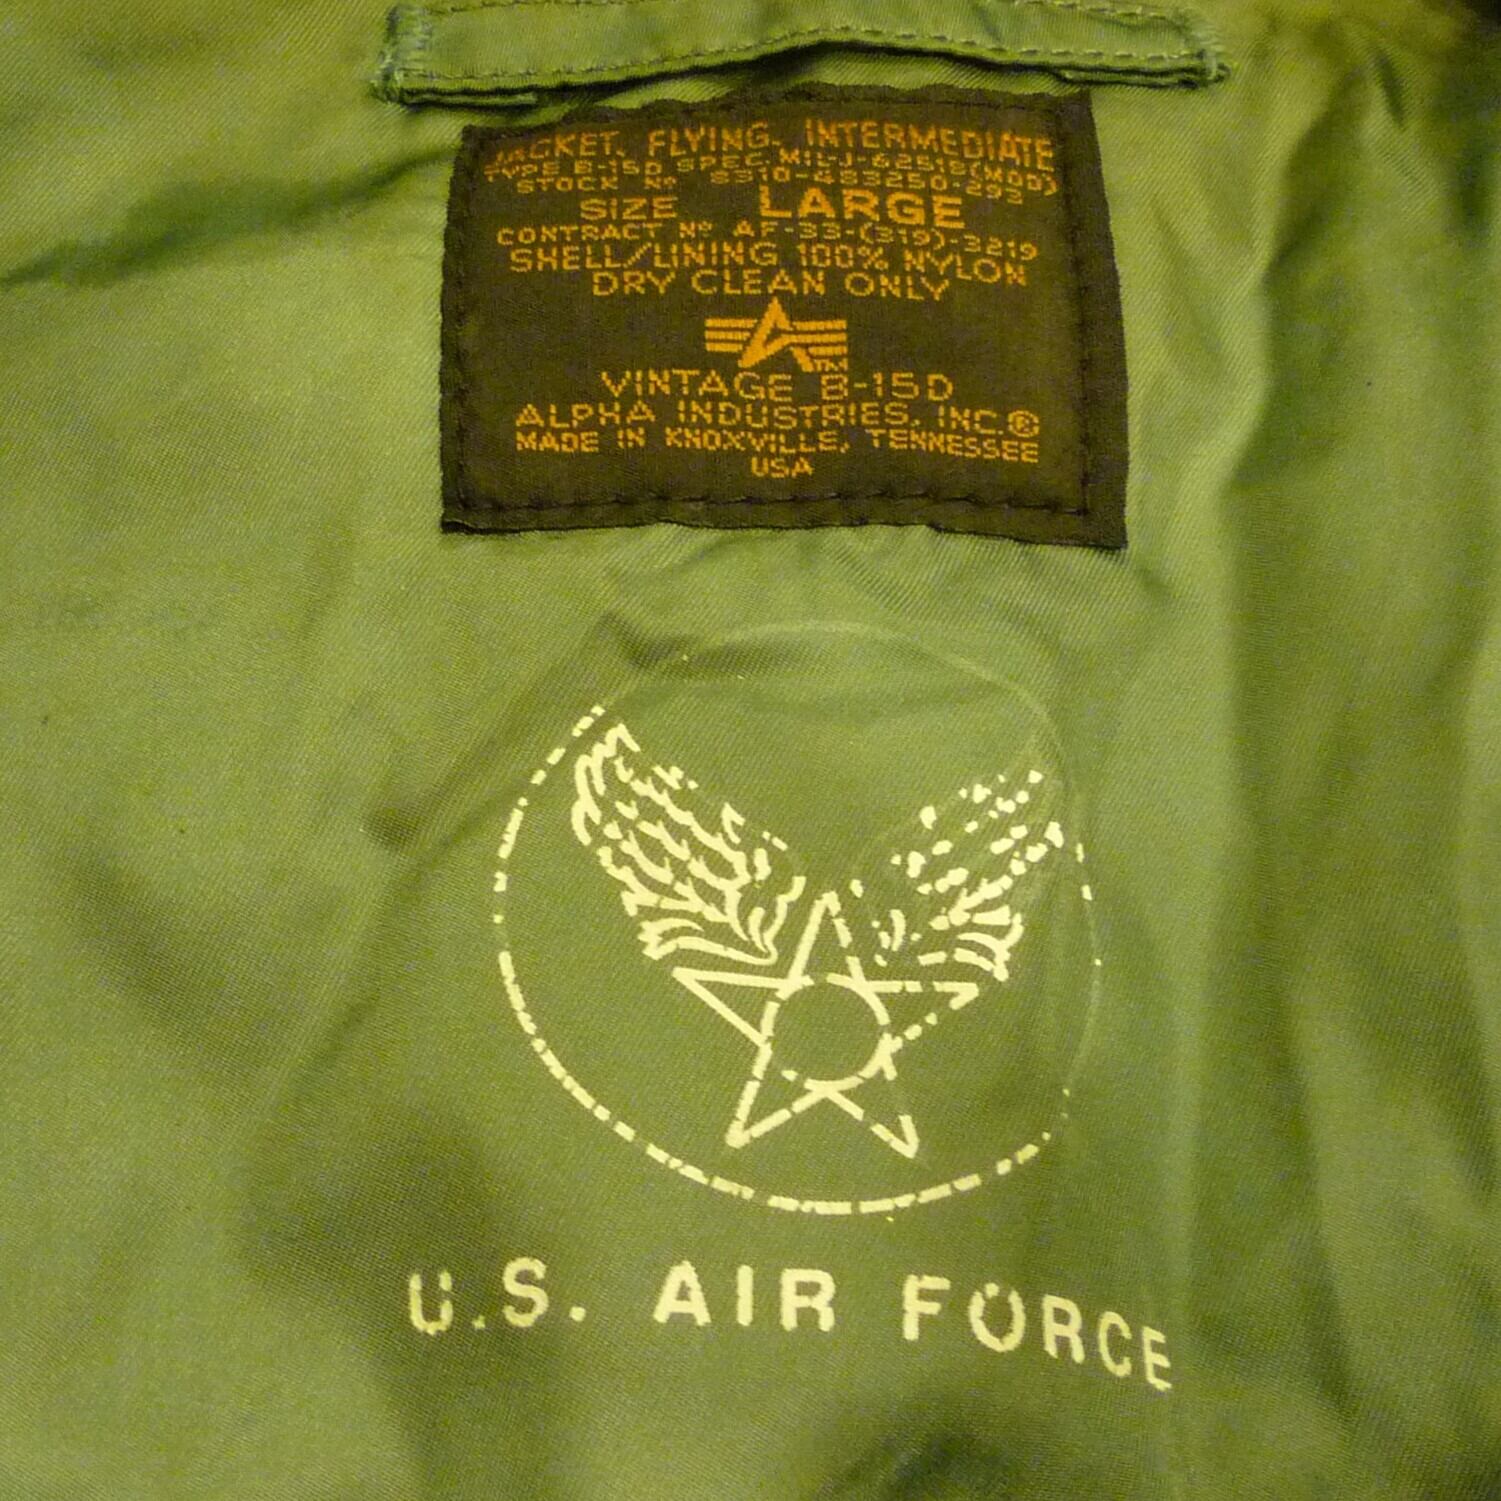 JACKET, FLYING, INTERMEDIATE
TYPE B-15D SPEC. MIL-J-6251B(MOD)
STOCK Nº 8310-483250-295
SIZE LARGE
CONTRACT Nº AF-33-(319)-3219
SHELL/LINING 100% NYLON
DRY CLEAN ONLY
TM
VINTAGE B-15D
ALPHA INDUSTRIES, INC.®
MADE IN KNOXVILLE, TENNESSEE
USA
U.S. AIR FORCE